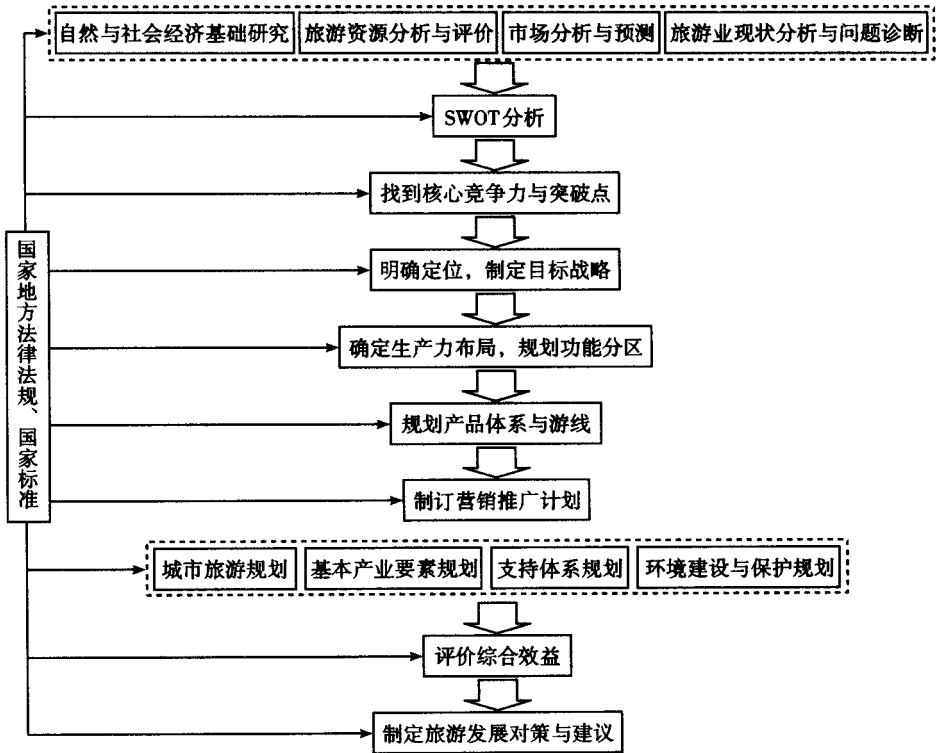 自然与社会经济基础研究 旅游资源分析与评价 市场分析与预测 旅游业现状分析与问题诊断
SWOT分析
找到核心竞争力与突破点
明确定位，制定目标战略
国家地方法律法规、国家标准
确定生产力布局，规划功能分区
规划产品体系与游线
制订营销推广计划
城市旅游规划 基本产业要素规划 支持体系规划 环境建设与保护规划
评价综合效益
制定旅游发展对策与建议